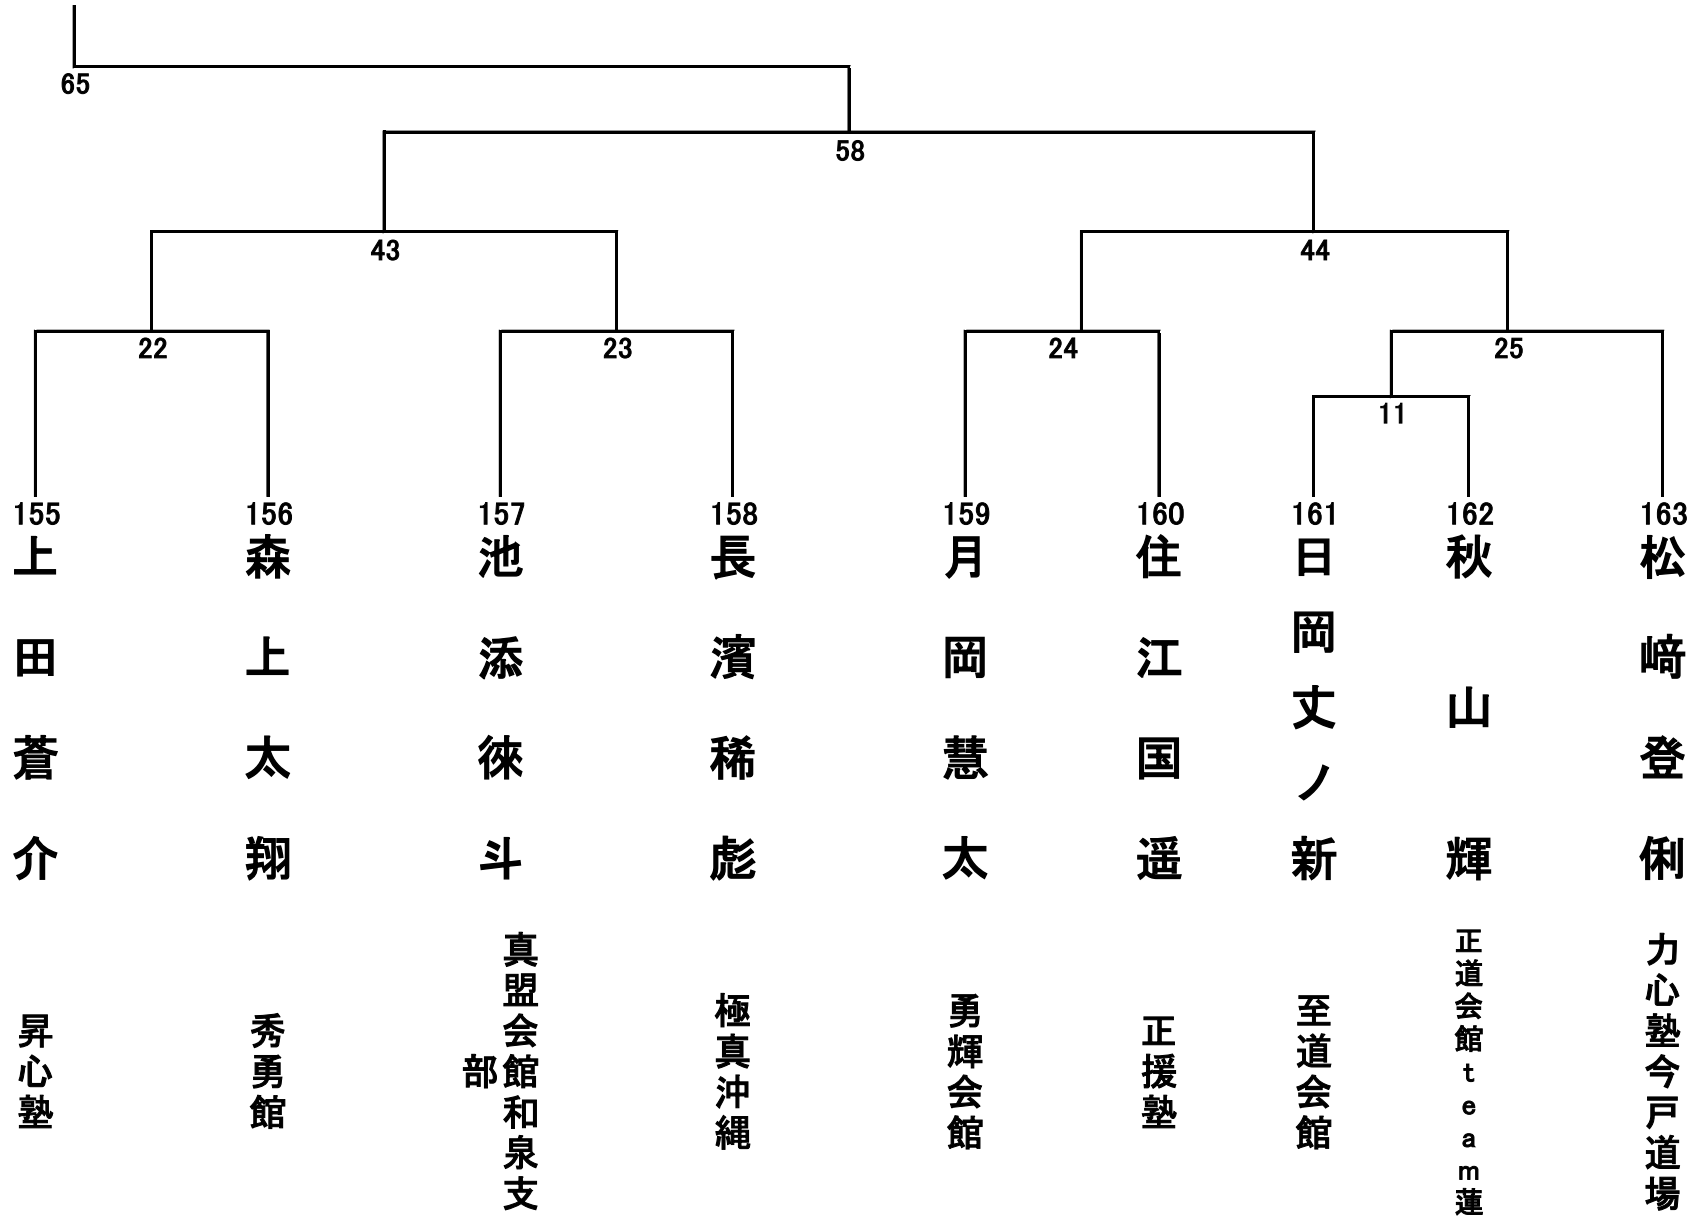 65
58
43
44
22
23
24
25
11
155
156
157
158
159
160
161
162
163
上田蒼介
森上太翔
池添徠斗
長濱稀彪
月岡慧太
住江国遥
日岡丈ノ新
秋山輝
松﨑登俐
昇心塾
秀勇館
真盟会館和泉支
部
極真沖縄
勇輝会館
正援塾
至道会館
正道会館team蓮
力心塾今戸道場